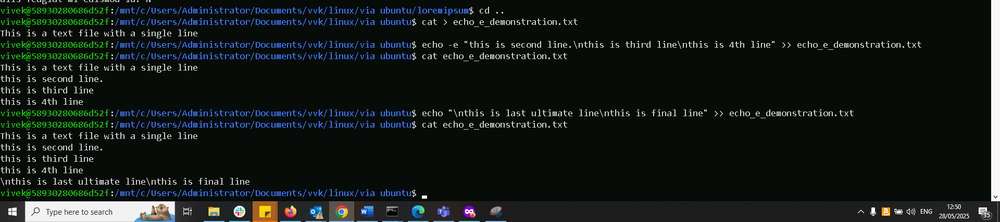 vivek@58930280686d52f:/mnt/c/Users/Administrator/Documents/vvk/linux/via ubuntu/loremipsum$ cd ..
vivek@58930280686d52f:/mnt/c/Users/Administrator/Documents/vvk/linux/via ubuntu$ cat > echo_e_demonstration.txt
This is a text file with a single line
vivek@58930280686d52f:/mnt/c/Users/Administrator/Documents/vvk/linux/via ubuntu$ echo -e "this is second line.\nthis is third line\nthis is 4th line" >> echo_e_demonstration.txt
vivek@58930280686d52f:/mnt/c/Users/Administrator/Documents/vvk/linux/via ubuntu$ cat echo_e_demonstration.txt
This is a text file with a single line
this is second line.
this is third line
this is 4th line
vivek@58930280686d52f:/mnt/c/Users/Administrator/Documents/vvk/linux/via ubuntu$ echo "\nthis is last ultimate line\nthis is final line" >> echo_e_demonstration.txt
vivek@58930280686d52f:/mnt/c/Users/Administrator/Documents/vvk/linux/via ubuntu$ cat echo_e_demonstration.txt
This is a text file with a single line
this is second line.
this is third line
this is 4th line
\nthis is last ultimate line\nthis is final line
vivek@58930280686d52f:/mnt/c/Users/Administrator/Documents/vvk/linux/via ubuntu$
Type here to search
ENG
12:50
28/05/2025
35